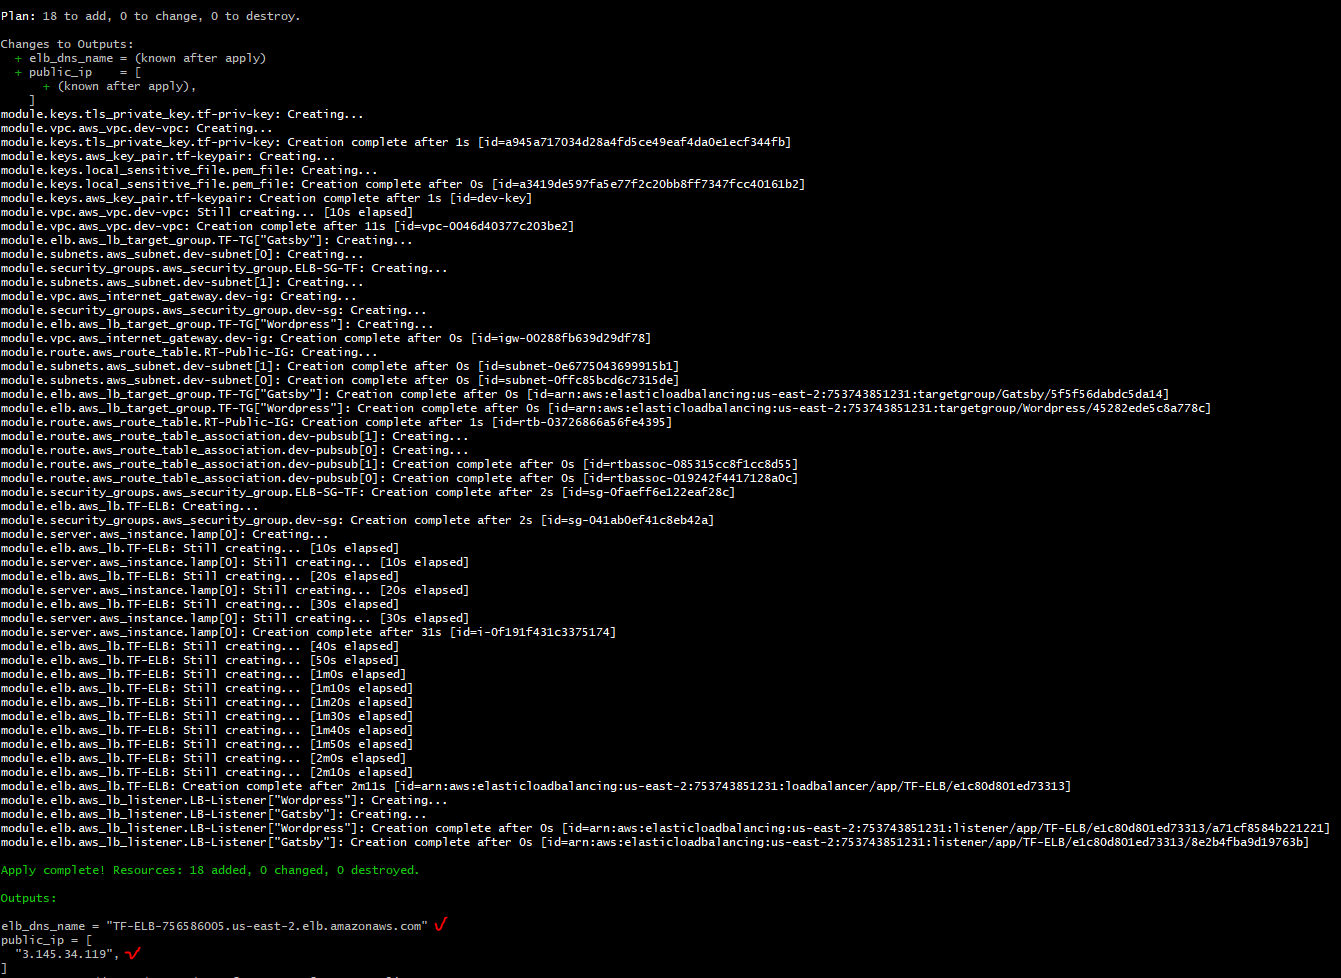 Plan: 18 to add, 0 to change, 0 to destroy.
Changes to Outputs:
+ elb_dns_name = (known after apply)
+ public_ip    = [
+ (known after apply),
]
module.keys.tls_private_key.tf-priv-key: Creating...
module.vpc.aws_vpc.dev-vpc: Creating...
module.keys.tls_private_key.tf-priv-key: Creation complete after 1s [id=a945a717034d28a4fd5ce49eaf4da0e1ecf344fb]
module.keys.aws_key_pair.tf-keypair: Creating...
module.keys.local_sensitive_file.pem_file: Creating...
module.keys.local_sensitive_file.pem_file: Creation complete after 0s [id=a3419de597fa5e77f2c20bb8ff7347fcc40161b2]
module.keys.aws_key_pair.tf-keypair: Creation complete after 1s [id=dev-key]
module.vpc.aws_vpc.dev-vpc: Still creating... [10s elapsed]
module.vpc.aws_vpc.dev-vpc: Creation complete after 11s [id=vpc-0046d40377c203be2]
module.elb.aws_lb_target_group.TF-TG["Gatsby"]: Creating...
module.subnets.aws_subnet.dev-subnet[0]: Creating...
module.security_groups.aws_security_group.ELB-SG-TF: Creating...
module.subnets.aws_subnet.dev-subnet[1]: Creating...
module.vpc.aws_internet_gateway.dev-ig: Creating...
module.security_groups.aws_security_group.dev-sg: Creating...
module.elb.aws_lb_target_group.TF-TG["Wordpress"]: Creating...
module.vpc.aws_internet_gateway.dev-ig: Creation complete after 0s [id=igw-00288fb639d29df78]
module.route.aws_route_table.RT-Public-IG: Creating...
module.subnets.aws_subnet.dev-subnet[1]: Creation complete after 0s [id=subnet-0e6775043699915b1]
module.subnets.aws_subnet.dev-subnet[0]: Creation complete after 0s [id=subnet-0ffc85bcd6c7315de]
module.elb.aws_lb_target_group.TF-TG["Gatsby"]: Creation complete after 0s [id=arn:aws:elasticloadbalancing:us-east-2:753743851231:targetgroup/Gatsby/5f5f56dabdc5da14]
module.elb.aws_lb_target_group.TF-TG["Wordpress"]: Creation complete after 0s [id=arn:aws:elasticloadbalancing:us-east-2:753743851231:targetgroup/Wordpress/45282ede5c8a778c]
module.route.aws_route_table.RT-Public-IG: Creation complete after 1s [id=rtb-03726866a56fe4395]
module.route.aws_route_table_association.dev-pubsub[1]: Creating...
module.route.aws_route_table_association.dev-pubsub[0]: Creating...
module.route.aws_route_table_association.dev-pubsub[1]: Creation complete after 0s [id=rtbassoc-085315cc8f1cc8d55]
module.route.aws_route_table_association.dev-pubsub[0]: Creation complete after 0s [id=rtbassoc-019242f4417128a0c]
module.security_groups.aws_security_group.ELB-SG-TF: Creation complete after 2s [id=sg-0faeff6e122eaf28c]
module.elb.aws_lb.TF-ELB: Creating...
module.security_groups.aws_security_group.dev-sg: Creation complete after 2s [id=sg-041ab0ef41c8eb42a]
module.server.aws_instance.lamp[0]: Creating...
module.elb.aws_lb.TF-ELB: Still creating... [10s elapsed]
module.server.aws_instance.lamp[0]: Still creating... [10s elapsed]
module.elb.aws_lb.TF-ELB: Still creating... [20s elapsed]
module.server.aws_instance.lamp[0]: Still creating... [20s elapsed]
module.elb.aws_lb.TF-ELB: Still creating... [30s elapsed]
module.server.aws_instance.lamp[0]: Still creating... [30s elapsed]
module.server.aws_instance.lamp[0]: Creation complete after 31s [id=i-0f191f431c3375174]
module.elb.aws_lb.TF-ELB: Still creating... [40s elapsed]
module.elb.aws_lb.TF-ELB: Still creating... [50s elapsed]
module.elb.aws_lb.TF-ELB: Still creating... [1m0s elapsed]
module.elb.aws_lb.TF-ELB: Still creating... [1m10s elapsed]
module.elb.aws_lb.TF-ELB: Still creating... [1m20s elapsed]
module.elb.aws_lb.TF-ELB: Still creating... [1m30s elapsed]
module.elb.aws_lb.TF-ELB: Still creating... [1m40s elapsed]
module.elb.aws_lb.TF-ELB: Still creating... [1m50s elapsed]
module.elb.aws_lb.TF-ELB: Still creating... [2m0s elapsed]
module.elb.aws_lb.TF-ELB: Still creating... [2m10s elapsed]
module.elb.aws_lb.TF-ELB: Creation complete after 2m11s [id=arn:aws:elasticloadbalancing:us-east-2:753743851231:loadbalancer/app/TF-ELB/e1c80d801ed73313]
module.elb.aws_lb_listener.LB-Listener["Wordpress"]: Creating...
module.elb.aws_lb_listener.LB-Listener["Gatsby"]: Creating...
module.elb.aws_lb_listener.LB-Listener["Wordpress"]: Creation complete after 0s [id=arn:aws:elasticloadbalancing:us-east-2:753743851231:listener/app/TF-ELB/e1c80d801ed73313/a71cf8584b221221]
module.elb.aws_lb_listener.LB-Listener["Gatsby"]: Creation complete after 0s [id=arn:aws:elasticloadbalancing:us-east-2:753743851231:listener/app/TF-ELB/e1c80d801ed73313/8e2b4fba9d19763b]
Apply complete! Resources: 18 added, 0 changed, 0 destroyed.
Outputs:
elb_dns_name = "TF-ELB-756586005.us-east-2.elb.amazonaws.com"
public_ip = [
"3.145.34.119",
]